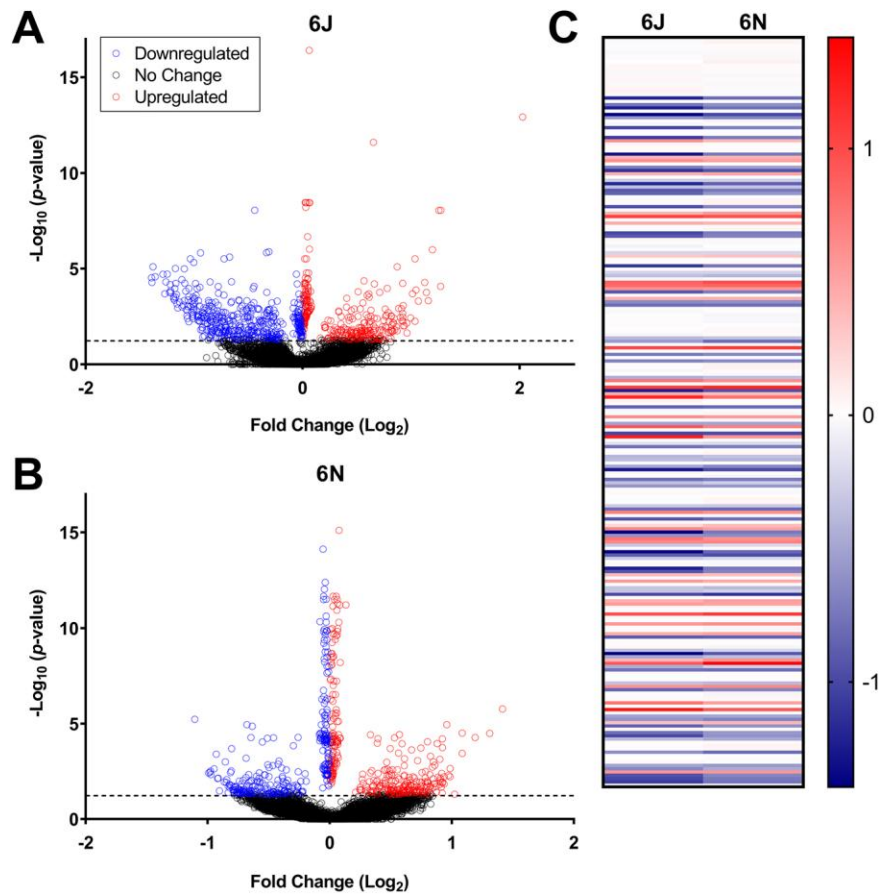 A
6J
Downregulated
No Change
Upregulated
15
10
5
0
-Log10 (p-value)
-2
0
2
Fold Change (Log2)
B
6N
15
10
5
0
-Log10 (p-value)
-2
-1
0
1
2
Fold Change (Log2)
C
6J 6N
1
0
-1